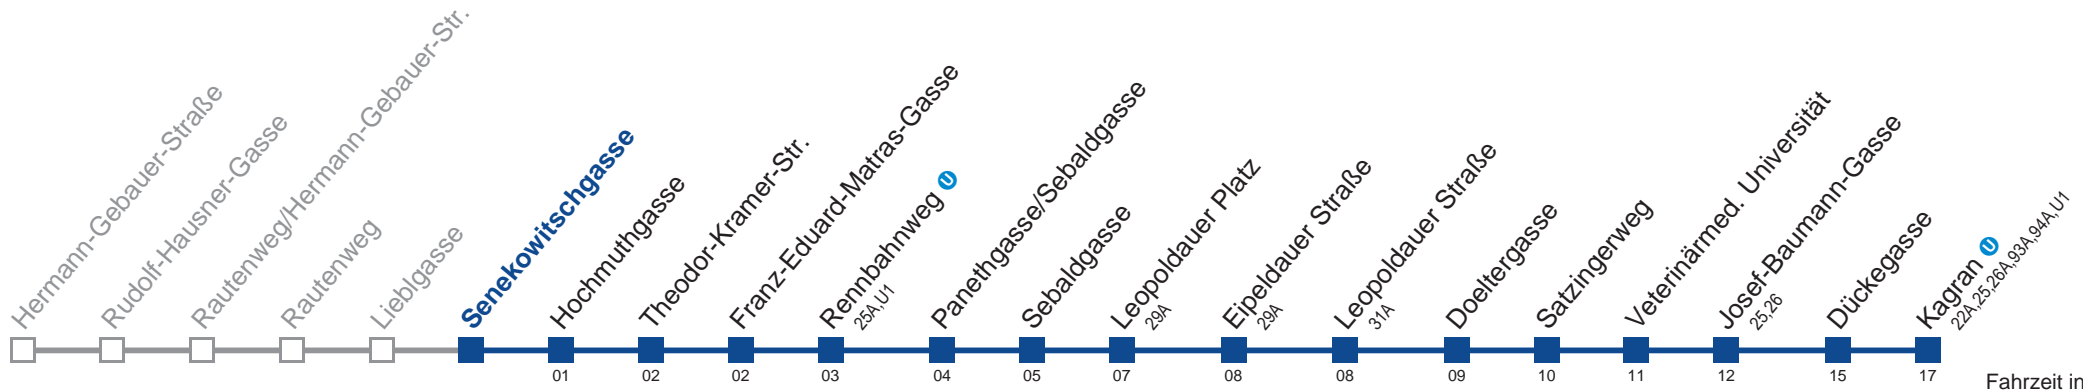 Hermann-Gebauer-Straße
Rudolf-Hausner-Gasse
Rautenweg/Hermann-Gebauer-Str.
Rautenweg
Lieblgasse
Senekowitschgasse
Hochmuthgasse
Theodor-Kramer-Str.
Franz-Eduard-Matras-Gasse
Rennbahnweg U
25A,U1
Panethgasse/Sebaldgasse
Sebaldgasse
Leopoldauer Platz
29A
Eipeldauer Straße
29A
Leopoldauer Straße
31A
Doeltergasse
Satzingerweg
Veterinärmed. Universität
Josef-Baumann-Gasse
25,26
Dückegasse
Kagran U
22A,25,26A,93A,94A,U1
01 02 02 03 04 05 07 08 08 09 10 11 12 15 17
Fahrzeit in